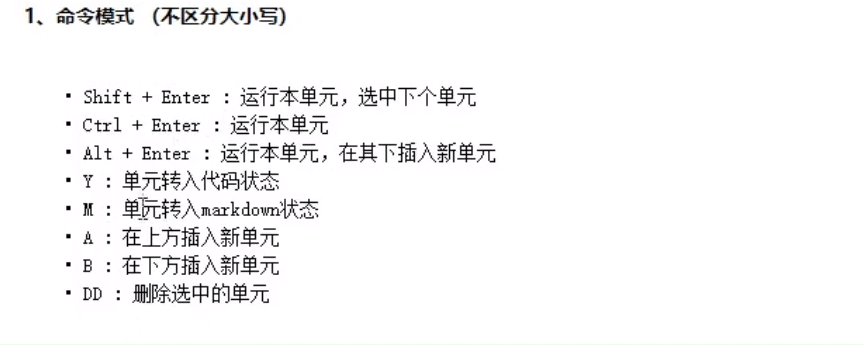 1、命令模式 (不区分大小写)
▪ Shift + Enter : 运行本单元，选中下个单元
▪ Ctrl + Enter : 运行本单元
▪ Alt + Enter : 运行本单元，在其下插入新单元
▪ Y : 单元转入代码状态
▪ M : 单元转入markdown状态
▪ A : 在上方插入新单元
▪ B : 在下方插入新单元
▪ DD : 删除选中的单元